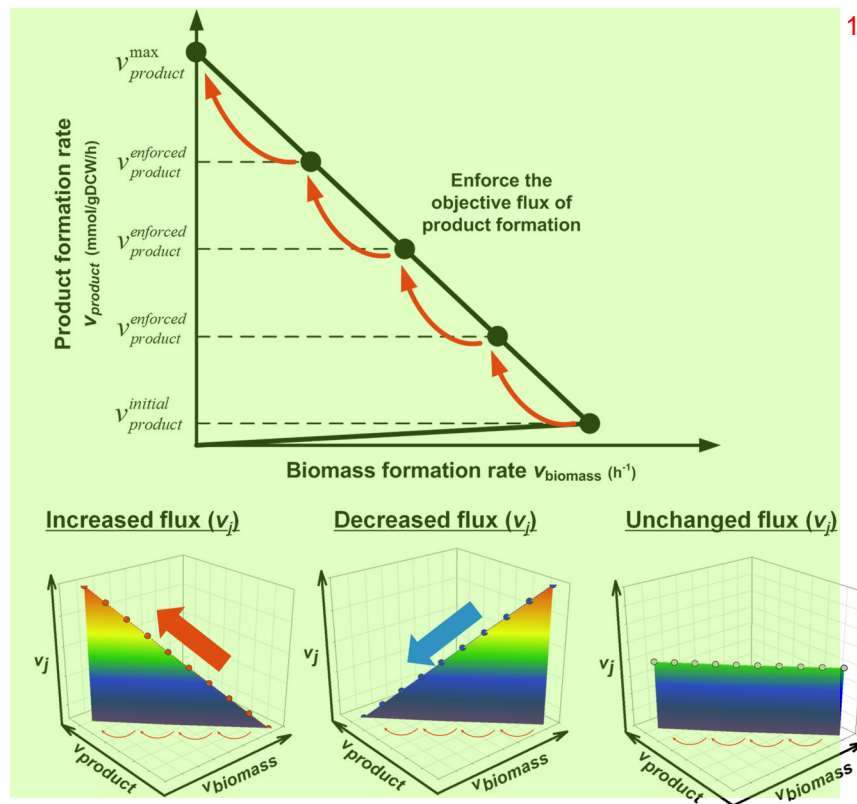 1
v_product^max
v_product^enforced
v_product^enforced
v_product^enforced
v_product^initial
Product formation rate
v_product (mmol/gDCW/h)
Enforce the
objective flux of
product formation
Biomass formation rate v_biomass (h⁻¹)
Increased flux (v_j)
Decreased flux (v_j)
Unchanged flux (v_j)
v_j
v_product
v_biomass
v_j
v_product
v_biomass
v_j
v_product
v_biomass